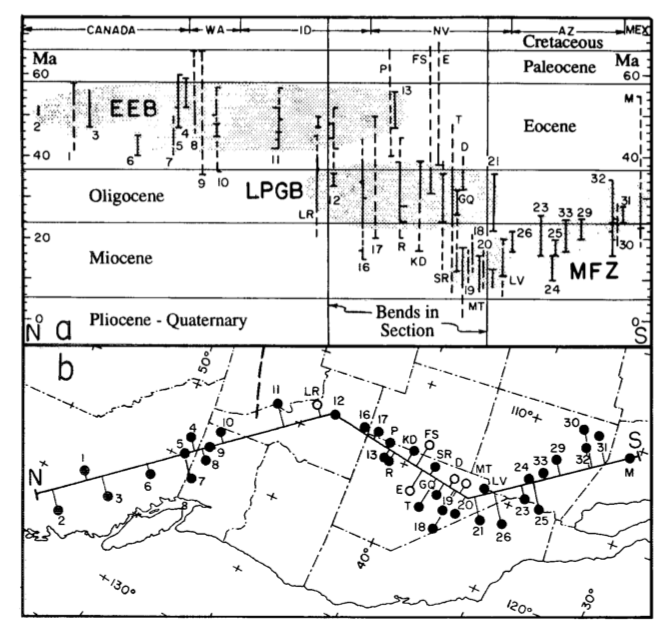 CANADA WA ID NV AZ MEX
Cretaceous
Ma Paleocene Ma
60 60
P FS E
13 M
EEB
1 2 3 4 5 6 7 8 9 10 11 T D Eocene
40 40
LPGB 12 GQ 21 32
Oligocene
LR 18 23 33 29 31
20 16 17 R KD 20 26 25 30 20
Miocene SR 19 LV 24 MFZ
MT
Bends in
Section
0 0
N a Pliocene - Quaternary S
b
50°
11 LR 12
4 10 16 17 110° 30 S
5 9 P KD FS 31
N 1 8 13 R SR D MT 24 33 29 32 M
6 7 E GQ LV
3 T 19 20 23
2 18 21 26 25
40°
130° 120° 30°